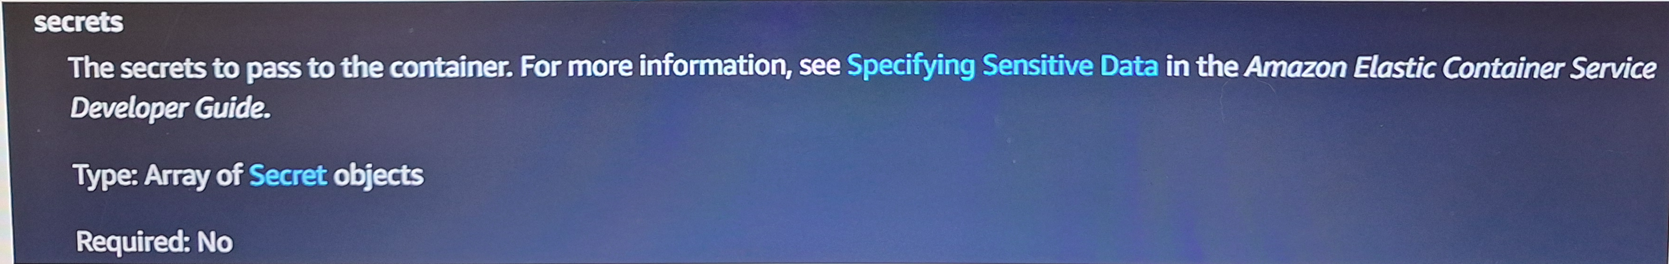 secrets
The secrets to pass to the container. For more information, see Specifying Sensitive Data in the Amazon Elastic Container Service
Developer Guide.
Type: Array of Secret objects
Required: No